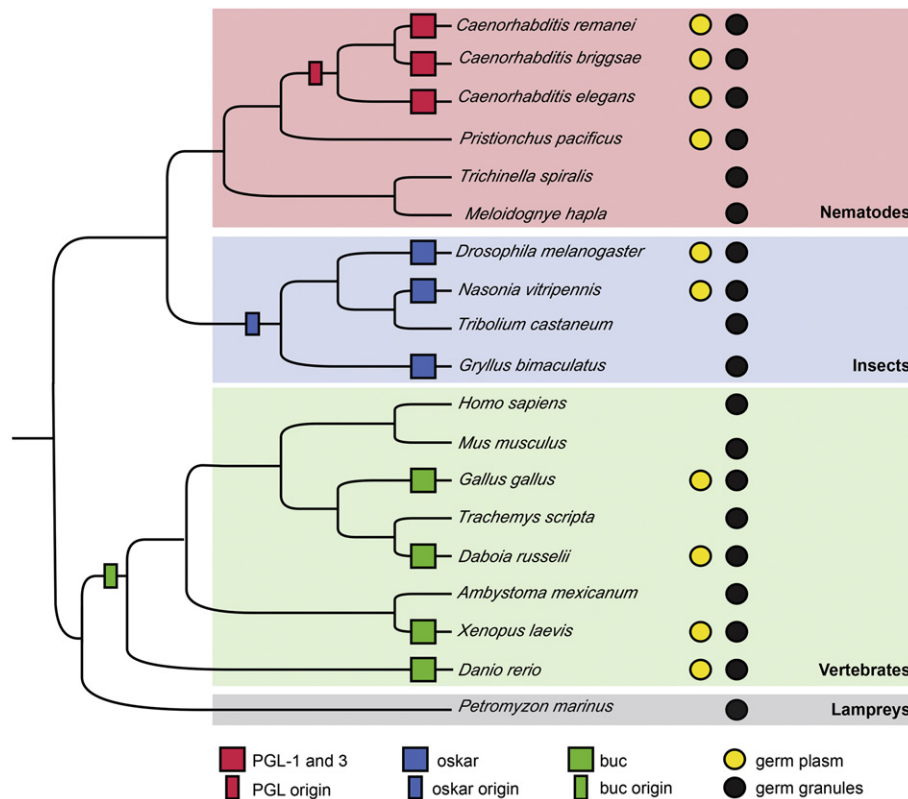 Caenorhabditis remanei
Caenorhabditis briggsae
Caenorhabditis elegans
Pristionchus pacificus
Trichinella spiralis
Meloidognye hapla
Nematodes
Drosophila melanogaster
Nasonia vitripennis
Tribolium castaneum
Gryllus bimaculatus
Insects
Homo sapiens
Mus musculus
Gallus gallus
Trachemys scripta
Daboia russelii
Ambystoma mexicanum
Xenopus laevis
Danio rerio
Vertebrates
Petromyzon marinus
Lampreys
PGL-1 and 3
oskar
buc
germ plasm
PGL origin
oskar origin
buc origin
germ granules